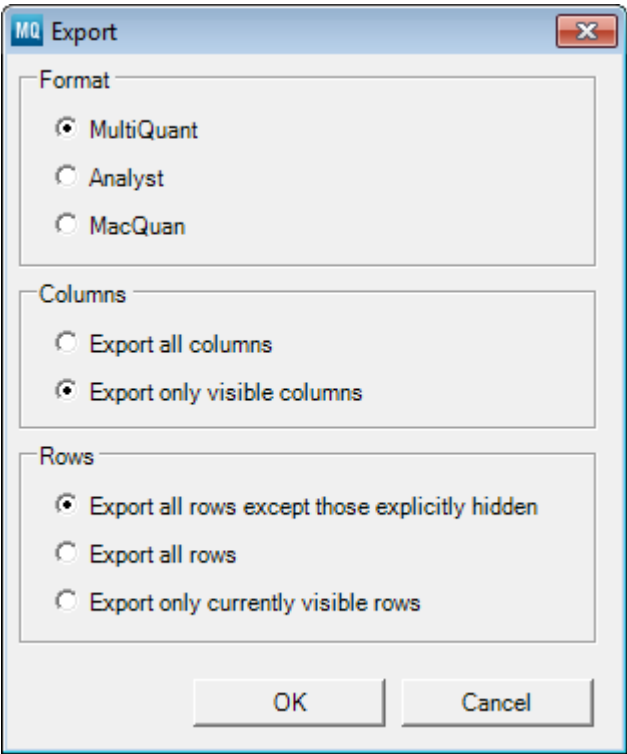 MQ Export
Format
MultiQuant
Analyst
MacQuan
Columns
Export all columns
Export only visible columns
Rows
Export all rows except those explicitly hidden
Export all rows
Export only currently visible rows
OK Cancel